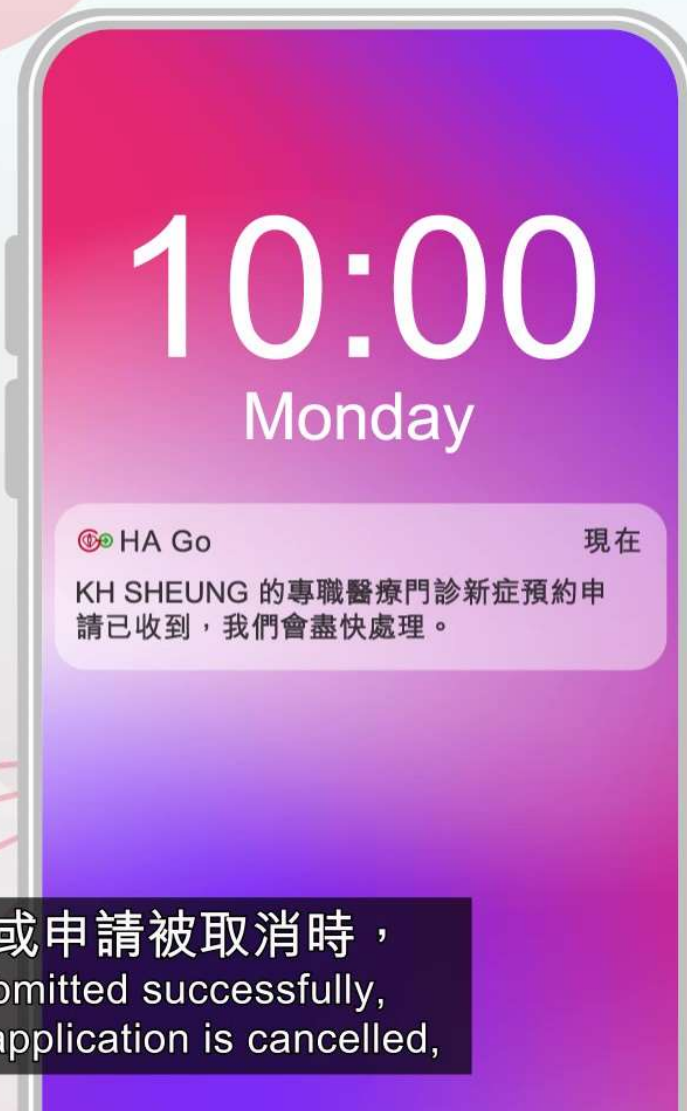 10:00
Monday
HA Go 現在
KH SHEUNG 的專職醫療門診新症預約申
請已收到，我們會盡快處理。
或申請被取消時，
successfully,
application is cancelled,